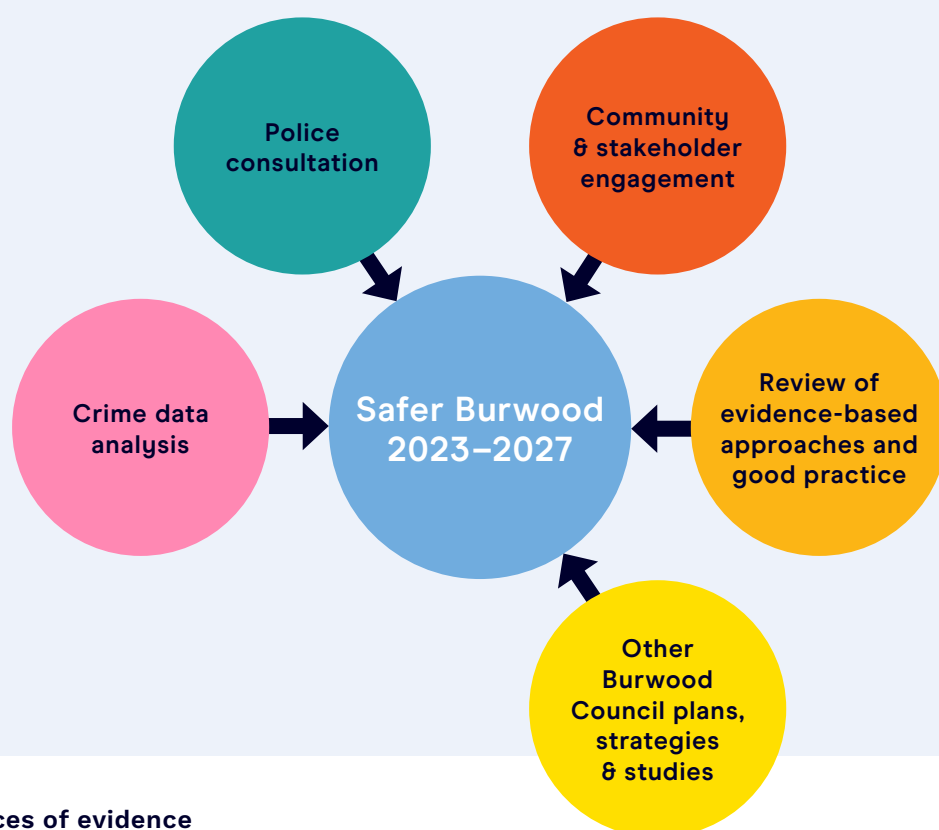 Police
consultation
Community
& stakeholder
engagement
Crime data
analysis
Safer Burwood
2023–2027
Review of
evidence-based
approaches and
good practice
Other
Burwood
Council plans,
strategies
& studies
of evidence